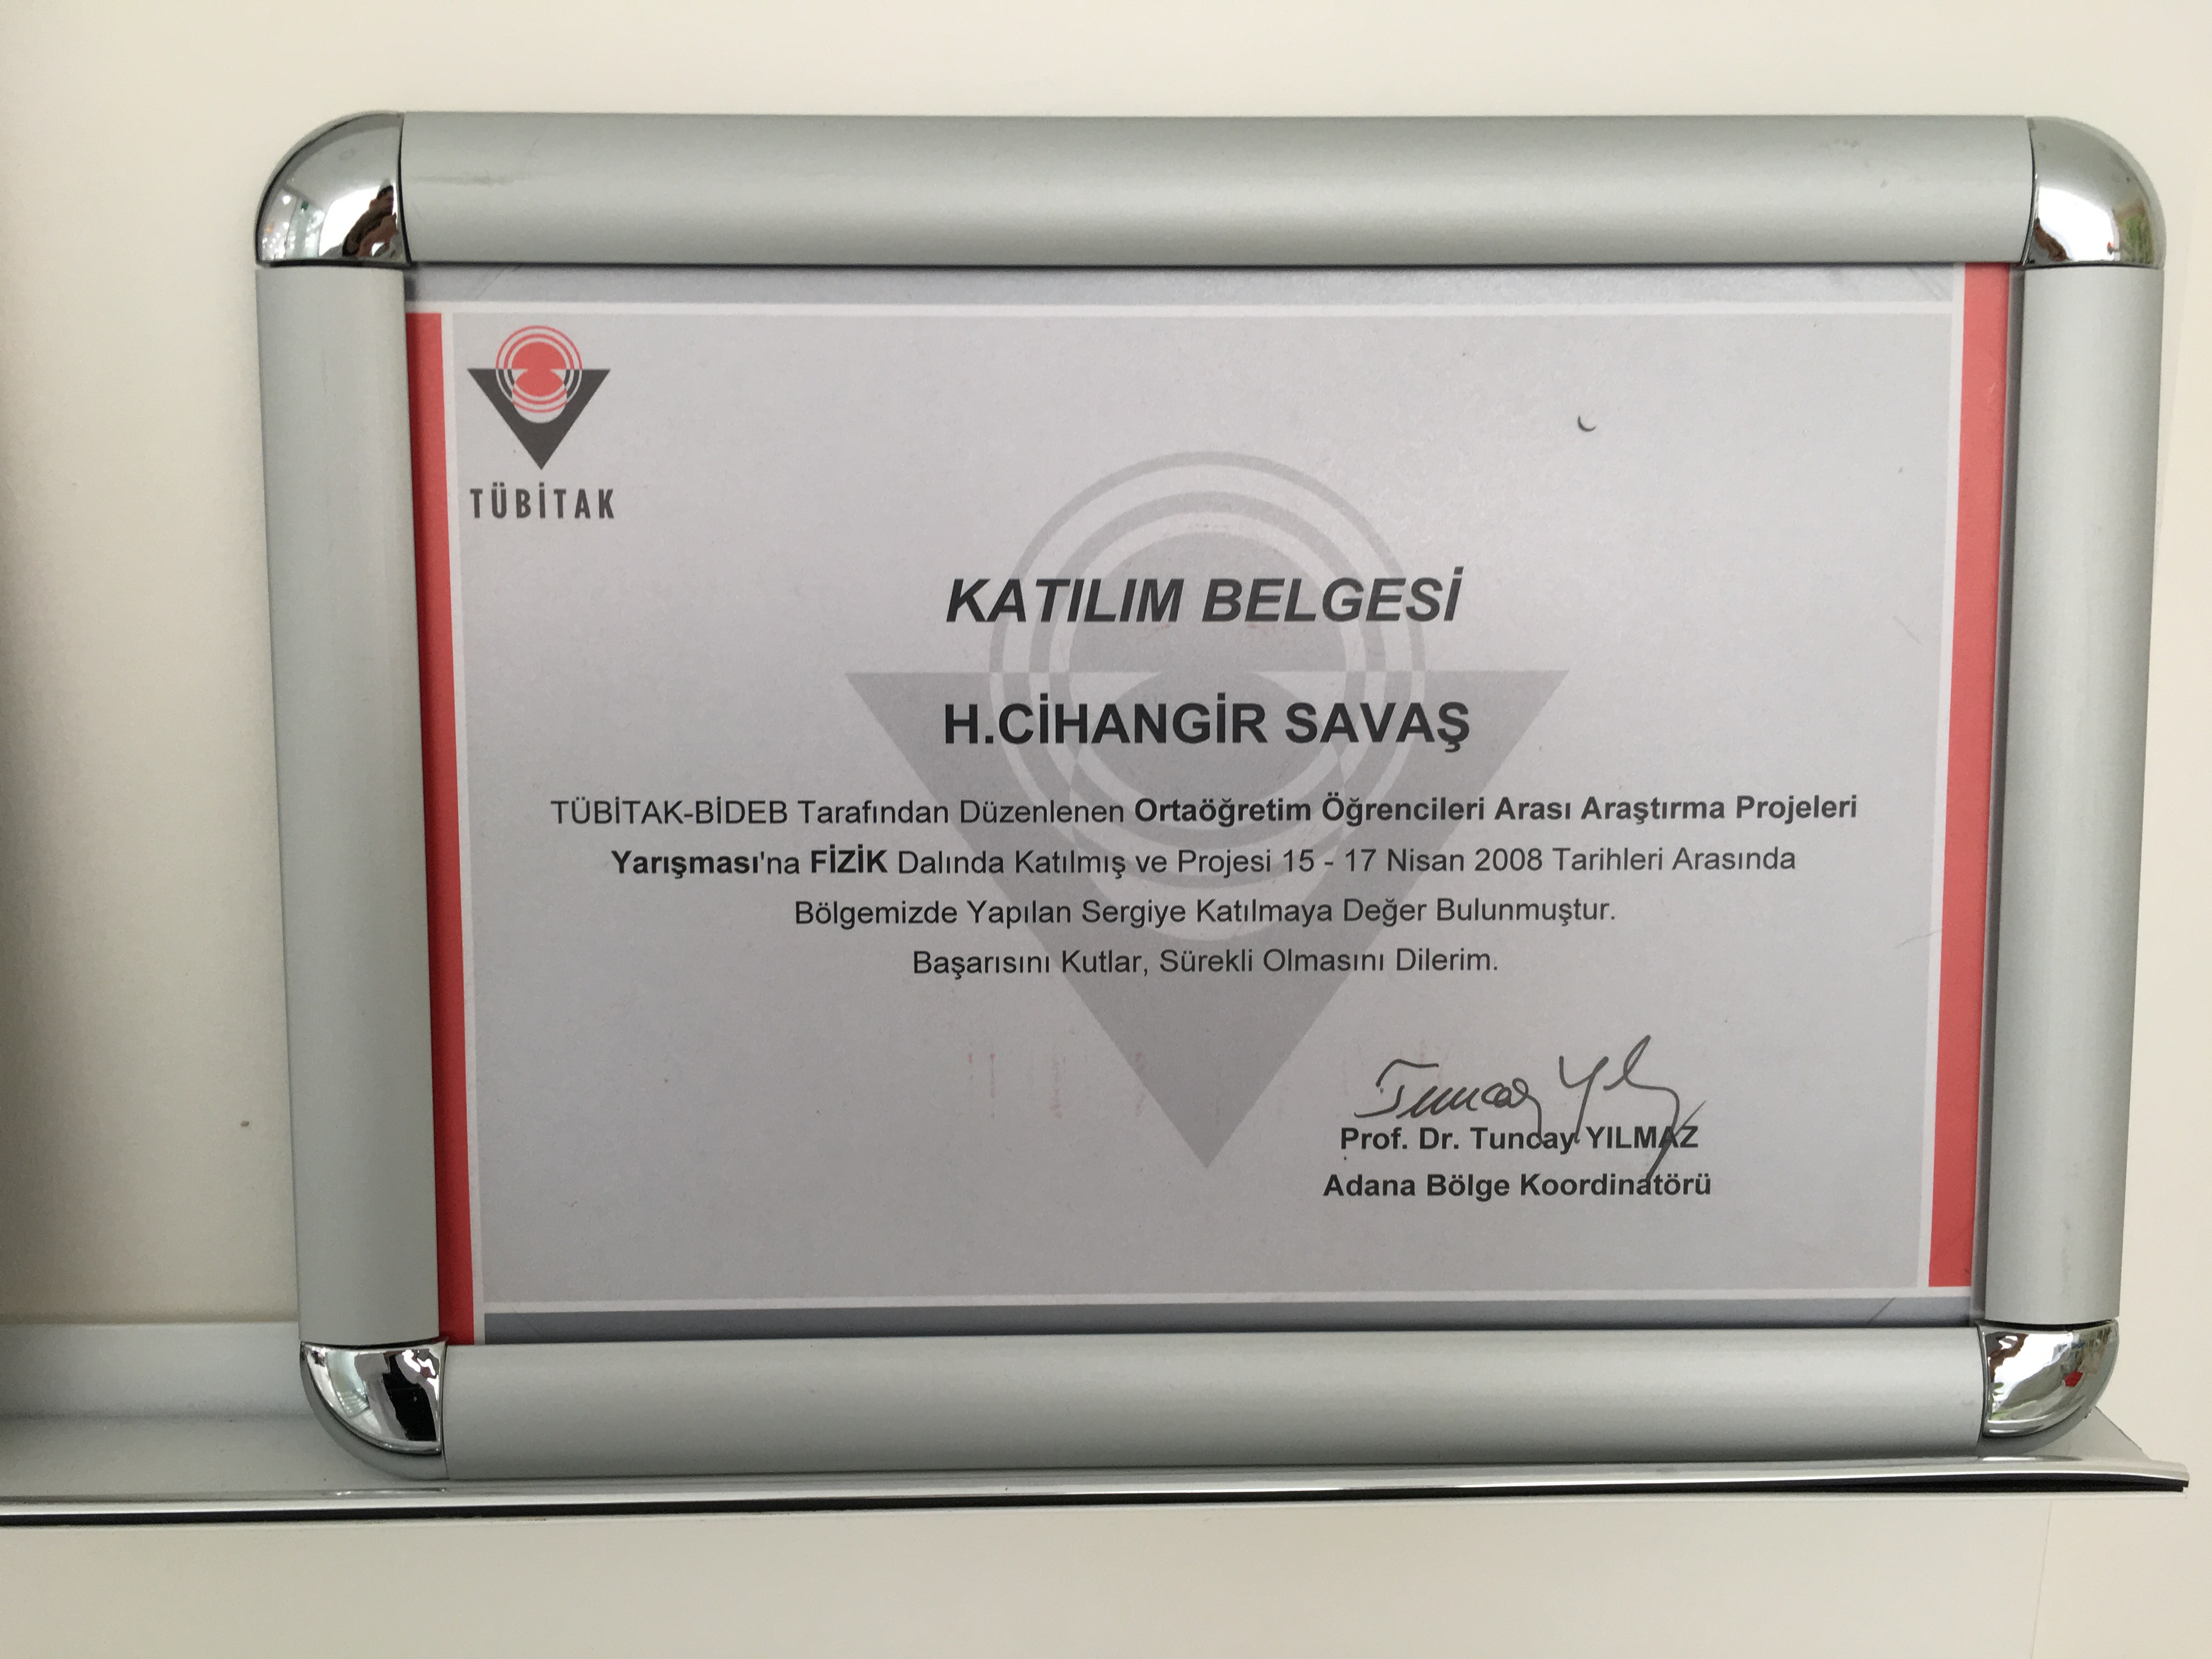 TÜBİTAK
KATILIM BELGESİ
H.CİHANGİR SAVAŞ
TÜBİTAK-BİDEB Tarafından Düzenlenen Ortaöğretim Öğrencileri Arası Araştırma Projeleri
Yarışması'na FİZİK Dalında Katılmış ve Projesi 15 - 17 Nisan 2008 Tarihleri Arasında
Bölgemizde Yapılan Sergiye Katılmaya Değer Bulunmuştur.
Başarısını Kutlar, Sürekli Olmasını Dilerim.
Prof. Dr. Tuncay YILMAZ
Adana Bölge Koordinatörü